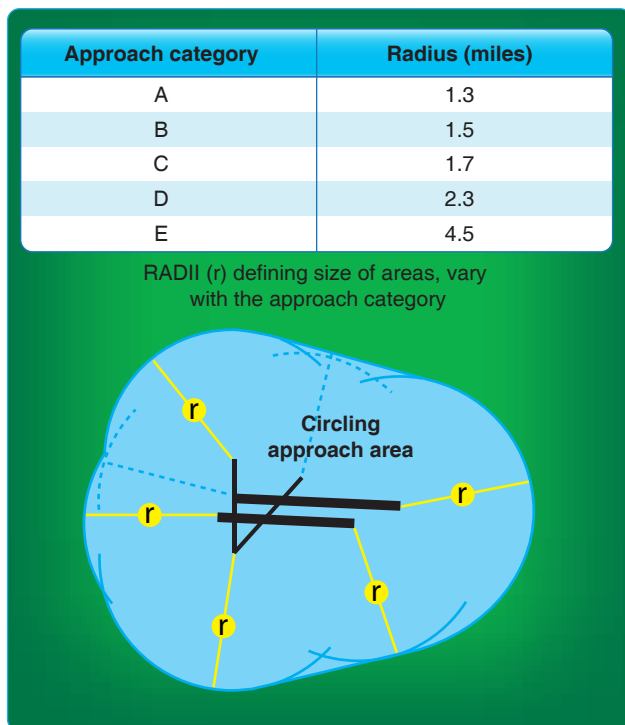 Approach category Radius (miles)
A 1.3
B 1.5
C 1.7
D 2.3
E 4.5
RADII (r) defining size of areas, vary
with the approach category
r
Circling
approach area
r
r
r
r